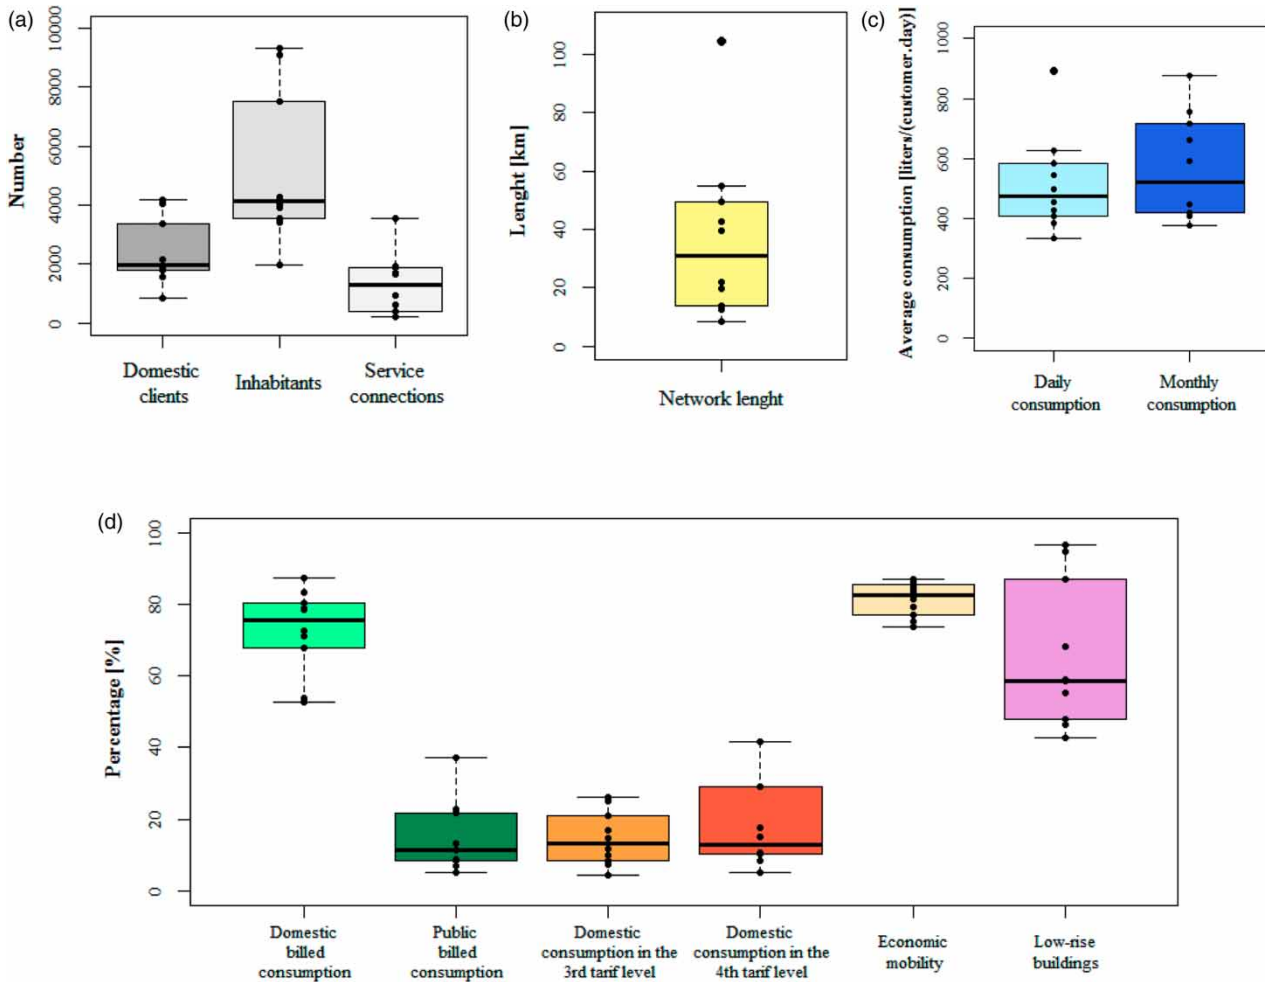 (a)
Number
10000
8000
6000
4000
2000
0
Domestic
clients
Inhabitants
Service
connections
(b)
Lenght [km]
100
80
60
40
20
0
Network lenght
(c)
Average consumption [liters/(customer.day)]
1000
800
600
400
200
0
Daily
consumption
Monthly
consumption
(d)
Percentage [%]
100
80
60
40
20
0
Domestic
billed
consumption
Public
billed
consumption
Domestic
consumption in the
3rd tarif level
Domestic
consumption in the
4th tarif level
Economic
mobility
Low-rise
buildings